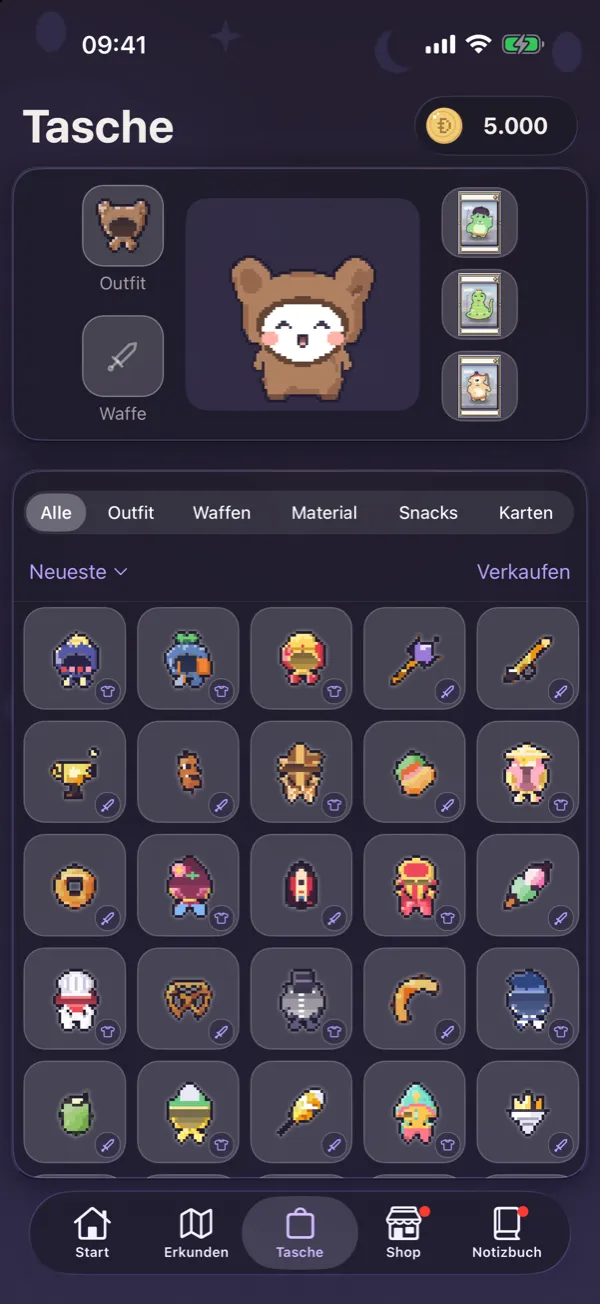 09:41
Tasche
5.000
Outfit
Waffe
Alle Outfit Waffen Material Snacks Karten
Neueste
Verkaufen
Start Erkunden Tasche Shop Notizbuch